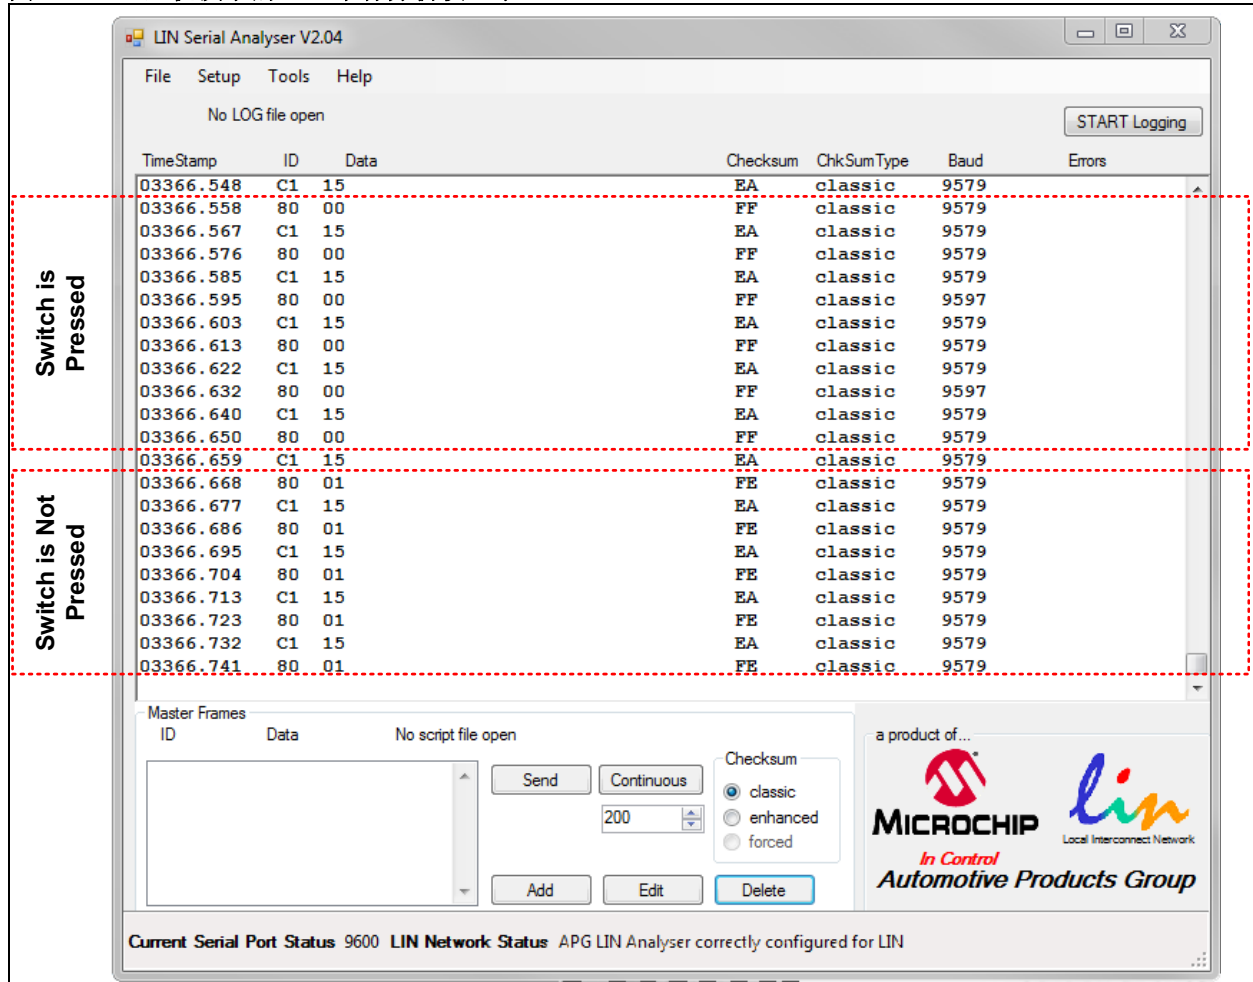 LIN Serial Analyser V2.04
File Setup Tools Help
No LOG file open
START Logging
TimeStamp ID Data Checksum ChkSumType Baud Errors
03366.548 C1 15 EA classic 9579
03366.558 80 00 FF classic 9579
03366.567 C1 15 EA classic 9579
03366.576 80 00 FF classic 9579
03366.585 C1 15 EA classic 9579
03366.595 80 00 FF classic 9597
03366.603 C1 15 EA classic 9579
03366.613 80 00 FF classic 9579
03366.622 C1 15 EA classic 9579
03366.632 80 00 FF classic 9597
03366.640 C1 15 EA classic 9579
03366.650 80 00 FF classic 9579
03366.659 C1 15 EA classic 9579
03366.668 80 01 FE classic 9579
03366.677 C1 15 EA classic 9579
03366.686 80 01 FE classic 9579
03366.695 C1 15 EA classic 9579
03366.704 80 01 FE classic 9579
03366.713 C1 15 EA classic 9579
03366.723 80 01 FE classic 9579
03366.732 C1 15 EA classic 9579
03366.741 80 01 FE classic 9579
Switch is
Pressed
Switch is Not
Pressed
Master Frames
ID Data No script file open
Send Continuous
200
Add Edit Delete
Checksum
classic
enhanced
forced
a product of...
MICROCHIP
lin
Local Interconnect Network
In Control
Automotive Products Group
Current Serial Port Status 9600 LIN Network Status APG LIN Analyser correctly configured for LIN